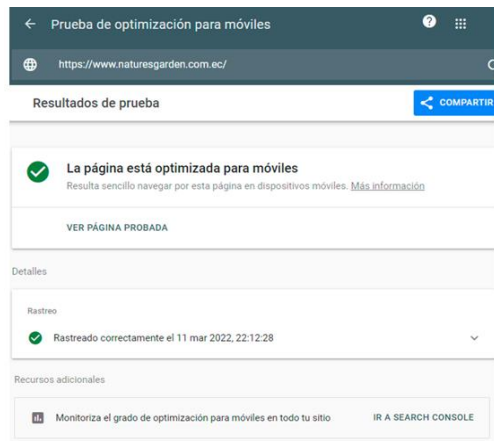 Prueba de optimización para móviles
https://www.naturesgarden.com.ec/
Resultados de prueba
COMPARTIR
La página está optimizada para móviles
Resulta sencillo navegar por esta página en dispositivos móviles. Más información
VER PÁGINA PROBADA
Detalles
Rastreo
Rastreado correctamente el 11 mar 2022, 22:12:28
Recursos adicionales
Monitoriza el grado de optimización para móviles en todo tu sitio IR A SEARCH CONSOLE